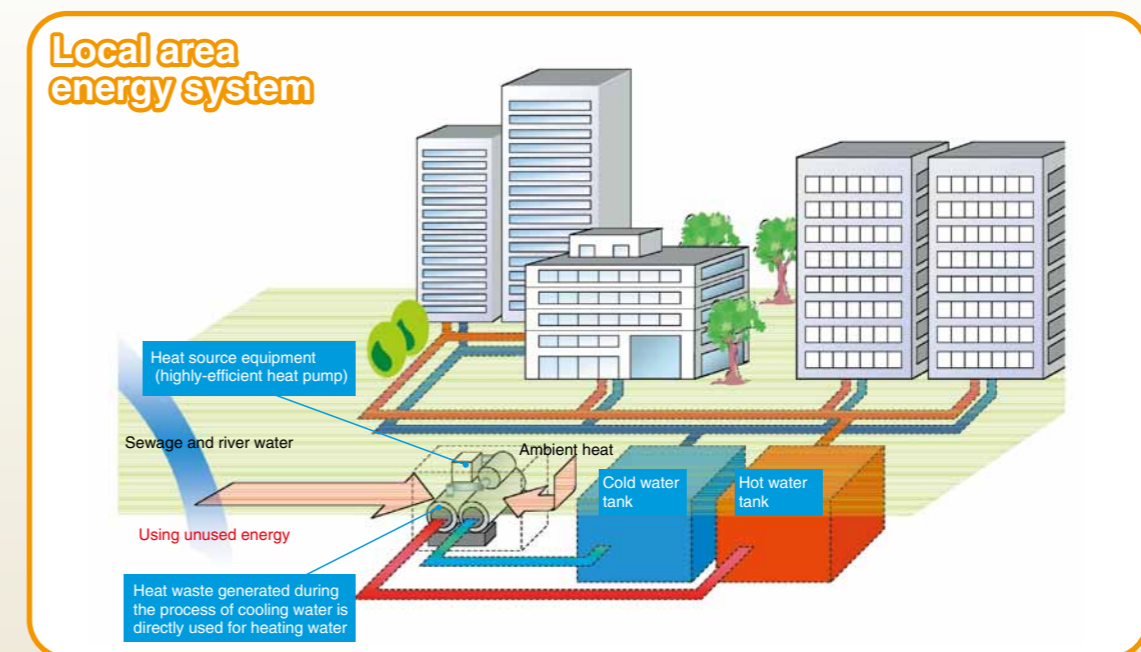 Local area
energy system
Heat source equipment
(highly-efficient heat pump)
Sewage and river water
Ambient heat
Cold water
tank
Hot water
tank
Using unused energy
Heat waste generated during
the process of cooling water is
directly used for heating water